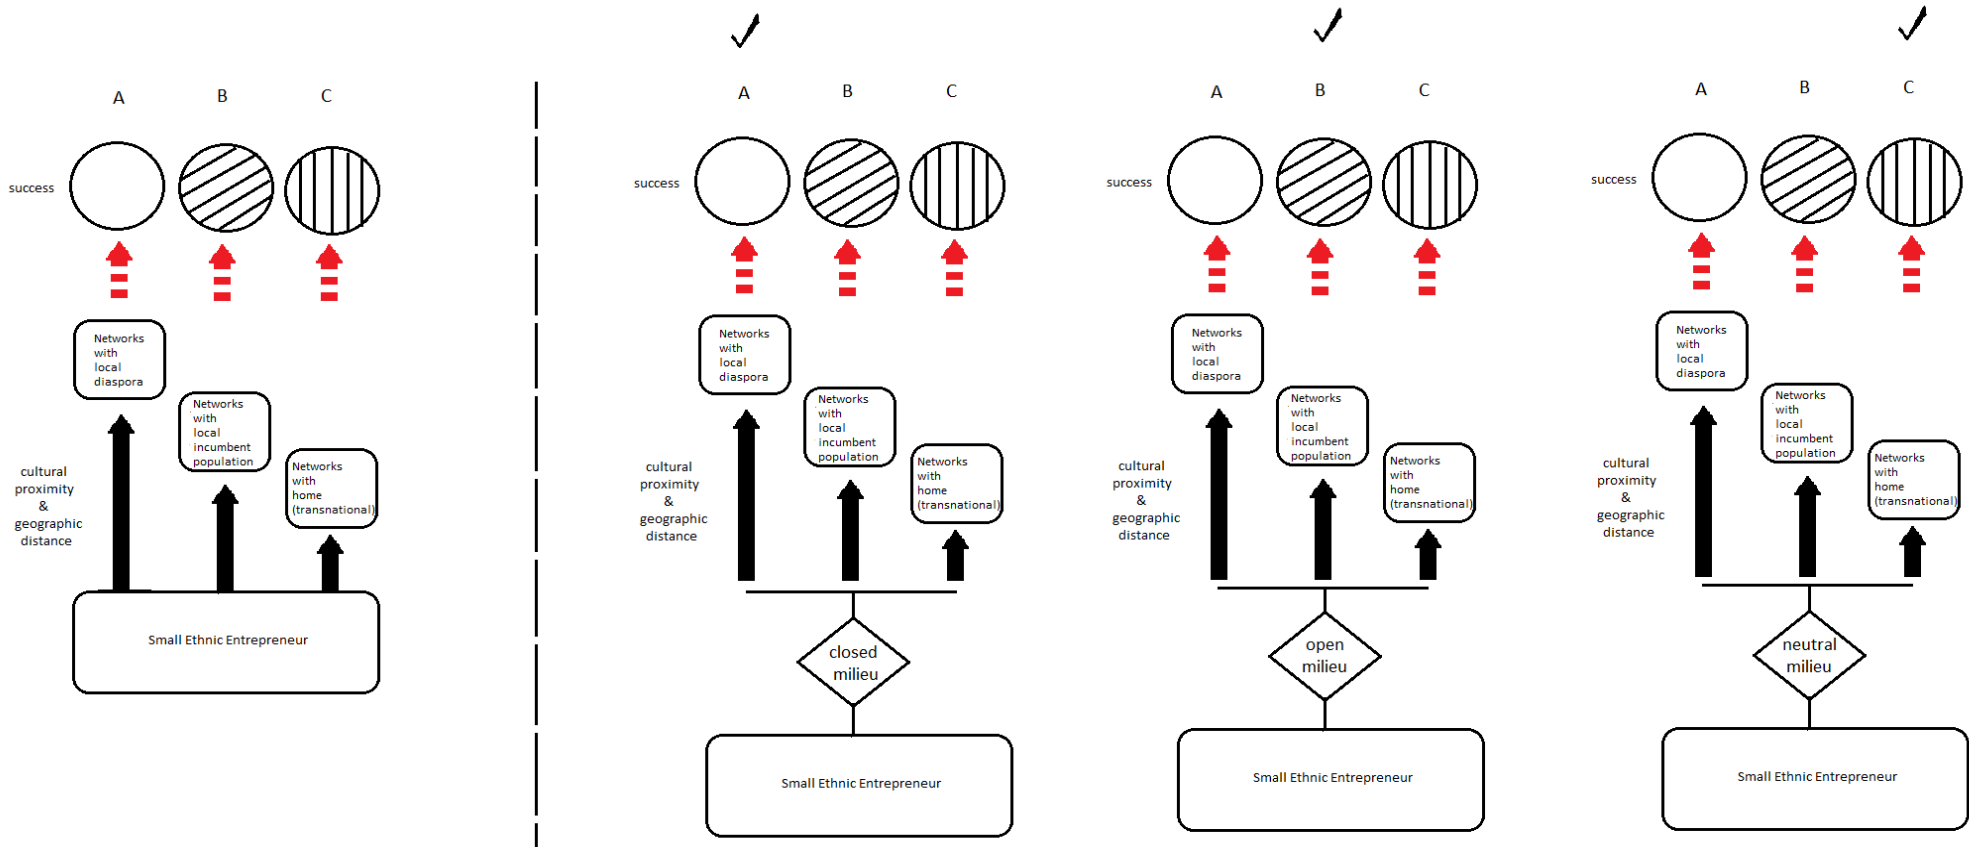 A
B
C
success
Networks
with
local
diaspora
Networks
with
local
incumbent
population
Networks
with
home
(transnational)
cultural
proximity
&
geographic
distance
Small Ethnic Entrepreneur
A
B
C
success
Networks
with
local
diaspora
Networks
with
local
incumbent
population
Networks
with
home
(transnational)
cultural
proximity
&
geographic
distance
closed
milieu
Small Ethnic Entrepreneur
A
B
C
success
Networks
with
local
diaspora
Networks
with
local
incumbent
population
Networks
with
home
(transnational)
cultural
proximity
&
geographic
distance
open
milieu
Small Ethnic Entrepreneur
A
B
C
success
Networks
with
local
diaspora
Networks
with
local
incumbent
population
Networks
with
home
(transnational)
cultural
proximity
&
geographic
distance
neutral
milieu
Small Ethnic Entrepreneur